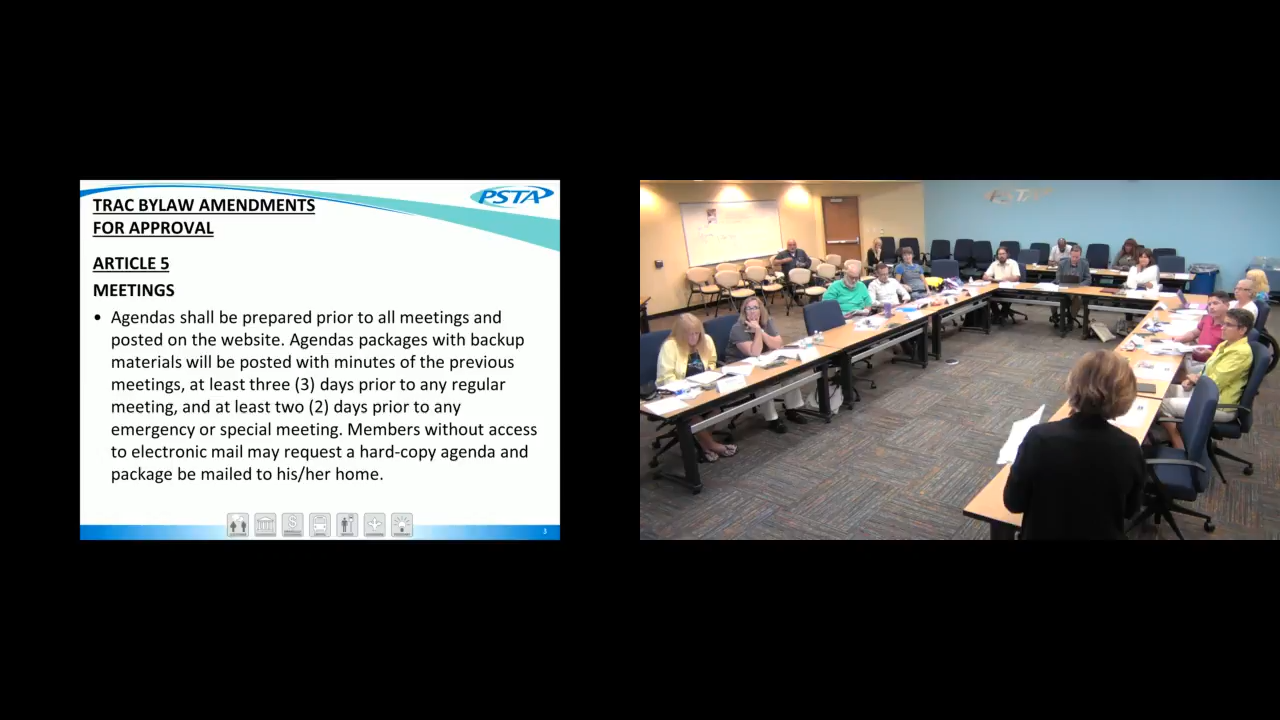 PSTA
TRAC BYLAW AMENDMENTS
FOR APPROVAL
ARTICLE 5
MEETINGS
• Agendas shall be prepared prior to all meetings and
posted on the website. Agendas packages with backup
materials will be posted with minutes of the previous
meetings, at least three (3) days prior to any regular
meeting, and at least two (2) days prior to any
emergency or special meeting. Members without access
to electronic mail may request a hard-copy agenda and
package be mailed to his/her home.
3
PSTA